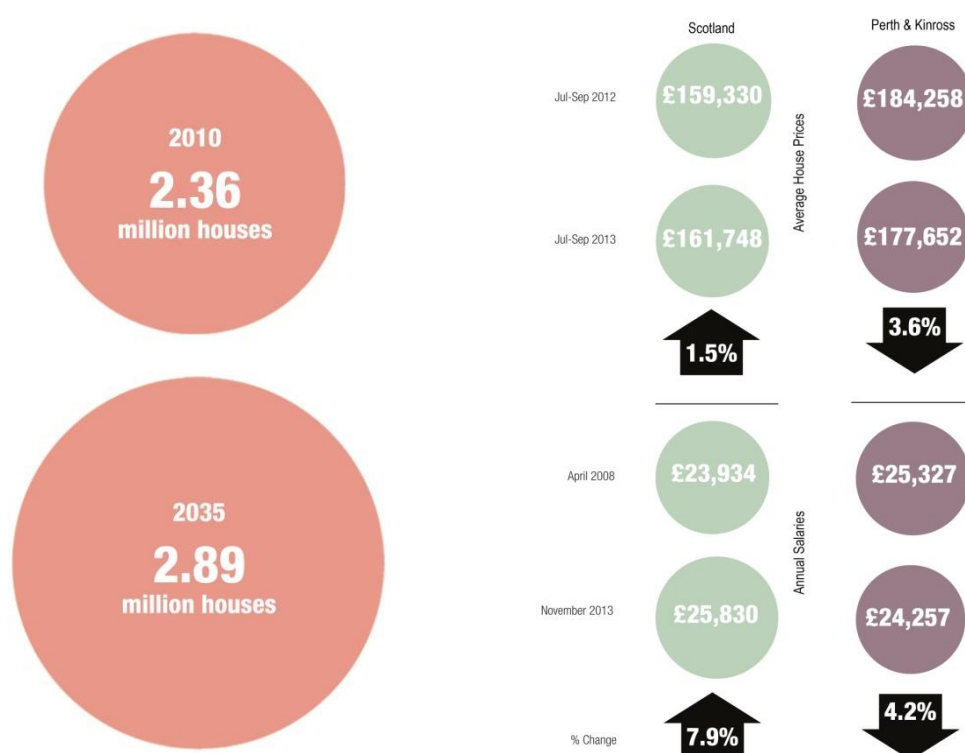 2010
2.36
million houses
2035
2.89
million houses
Scotland
Perth & Kinross
Jul-Sep 2012
£159,330
£184,258
Average House Prices
Jul-Sep 2013
£161,748
£177,652
1.5%
3.6%
April 2008
£23,934
£25,327
Annual Salaries
November 2013
£25,830
£24,257
% Change
7.9%
4.2%